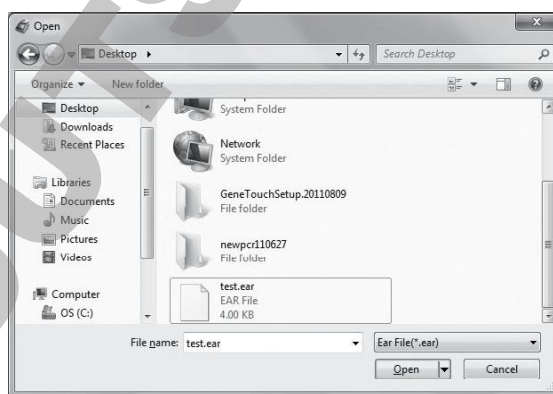 Open
Desktop
Search Desktop
Organize
New folder
Desktop
Downloads
Recent Places
Libraries
Documents
Music
Pictures
Videos
Computer
OS (C:)
System Folder
Network
System Folder
GeneTouchSetup.20110809
File folder
newpcr110627
File folder
test.ear
EAR File
4.00 KB
File name: test.ear
Ear File(*.ear)
Open
Cancel